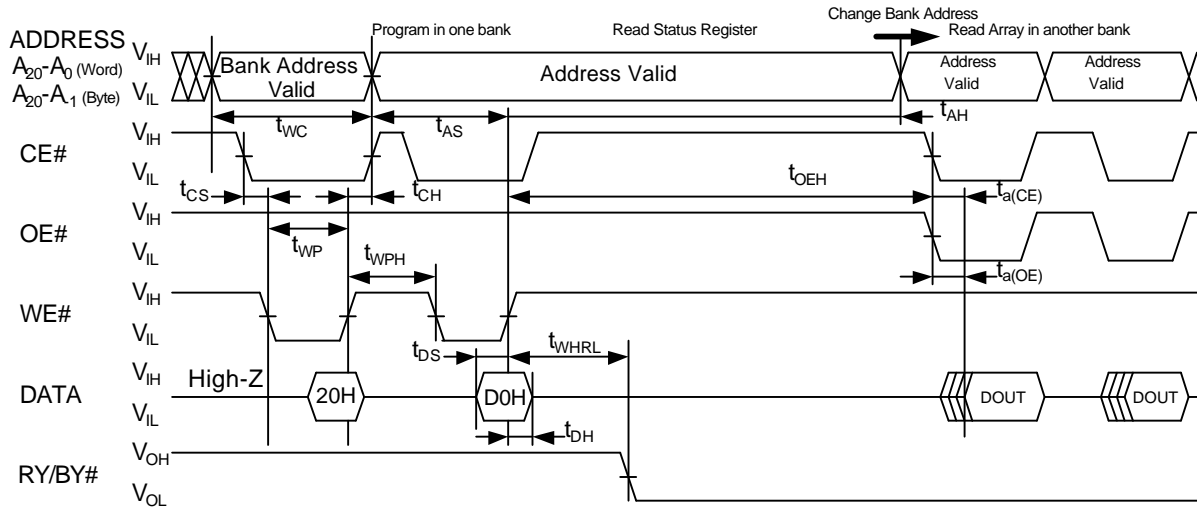 Change Bank Address
Program in one bank Read Status Register Read Array in another bank
ADDRESS
A20-A0 (Word)
A20-A-1 (Byte)
VIH
VIL
Bank Address
Valid
Address Valid
Address
Valid
Address
Valid
tWC tAS tAH
CE#
VIH
VIL
tCS tCH tOEH ta(CE)
OE#
VIH
VIL
tWP tWPH ta(OE)
WE#
VIH
VIL
tDS tWHRL
DATA
VIH
VIL
High-Z 20H D0H DOUT DOUT
tDH
RY/BY#
VOH
VOL